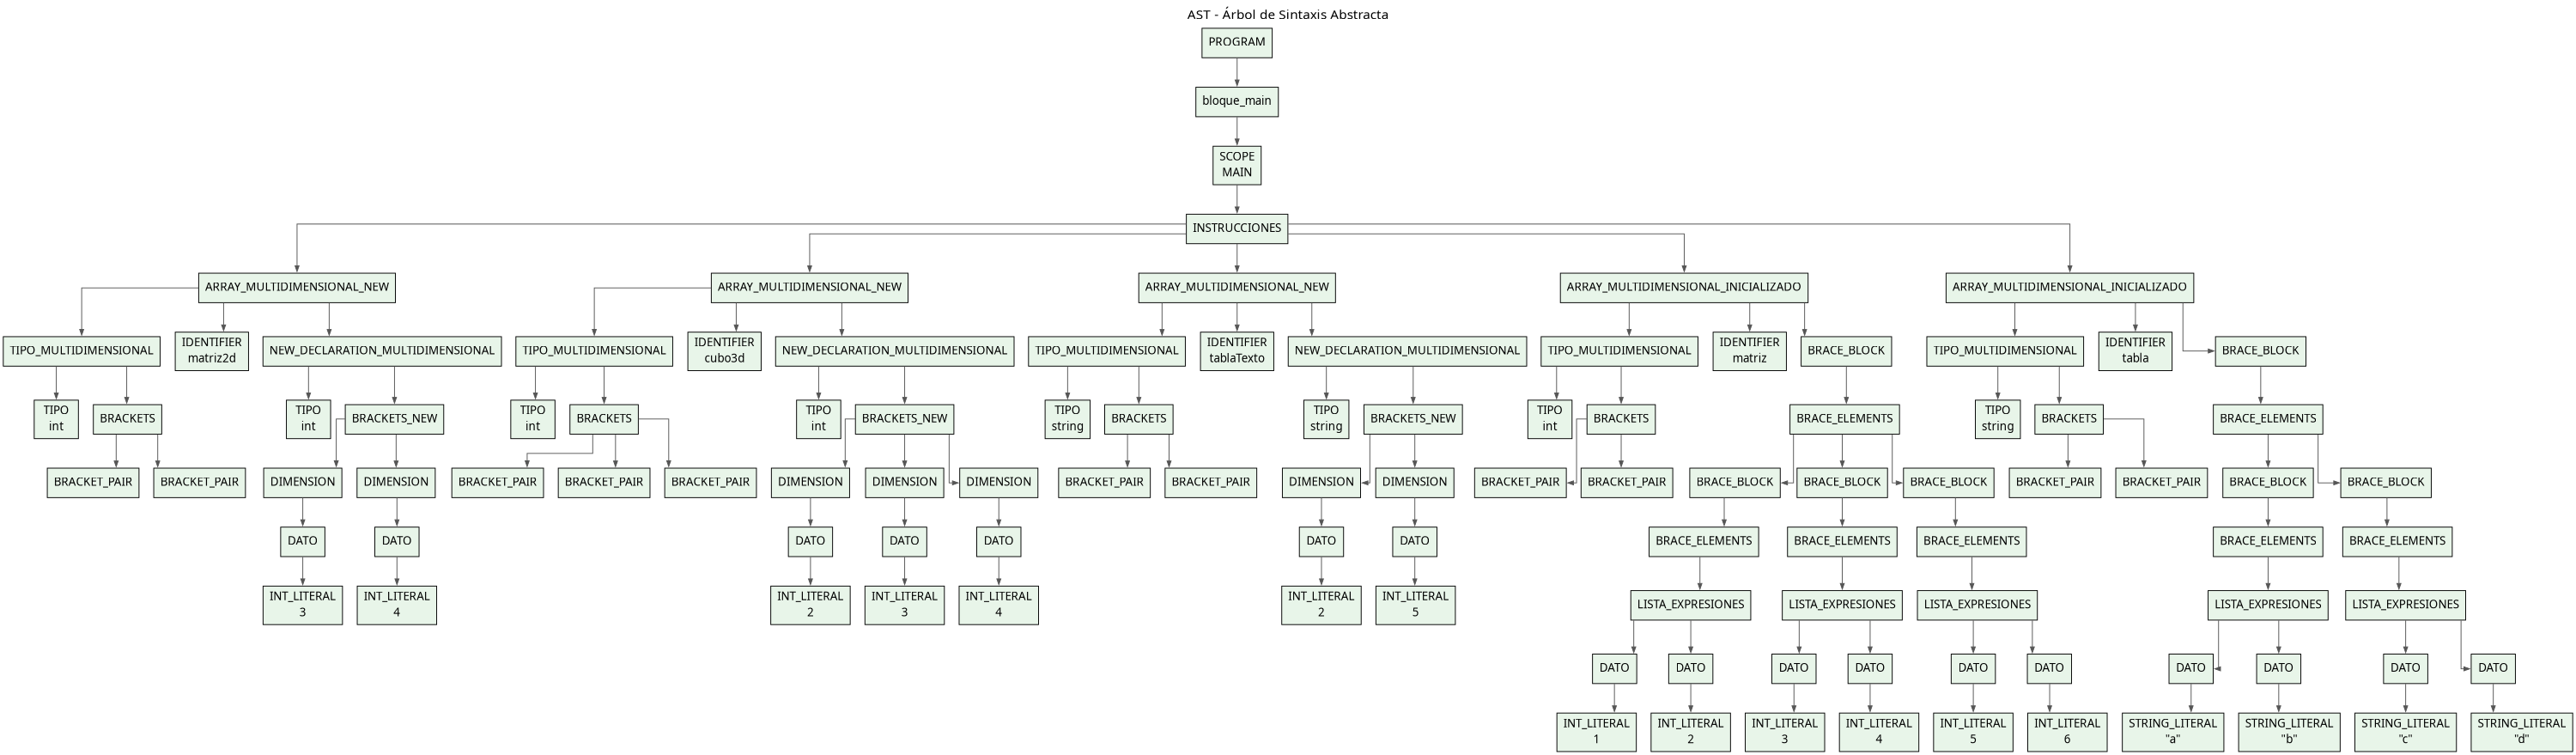 AST - Árbol de Sintaxis Abstracta
PROGRAM
bloque_main
SCOPE
MAIN
INSTRUCCIONES
ARRAY_MULTIDIMENSIONAL_NEW
ARRAY_MULTIDIMENSIONAL_NEW
ARRAY_MULTIDIMENSIONAL_NEW
ARRAY_MULTIDIMENSIONAL_INICIALIZADO
ARRAY_MULTIDIMENSIONAL_INICIALIZADO
TIPO_MULTIDIMENSIONAL
IDENTIFIER
matriz2d
NEW_DECLARATION_MULTIDIMENSIONAL
TIPO_MULTIDIMENSIONAL
IDENTIFIER
cubo3d
NEW_DECLARATION_MULTIDIMENSIONAL
TIPO_MULTIDIMENSIONAL
IDENTIFIER
tablaTexto
NEW_DECLARATION_MULTIDIMENSIONAL
TIPO_MULTIDIMENSIONAL
IDENTIFIER
matriz
BRACE_BLOCK
TIPO_MULTIDIMENSIONAL
IDENTIFIER
tabla
BRACE_BLOCK
TIPO
int
BRACKETS
TIPO
int
BRACKETS_NEW
TIPO
int
BRACKETS
TIPO
int
BRACKETS_NEW
TIPO
string
BRACKETS
TIPO
string
BRACKETS_NEW
TIPO
int
BRACKETS
BRACE_ELEMENTS
TIPO
string
BRACKETS
BRACE_ELEMENTS
BRACKET_PAIR
BRACKET_PAIR
DIMENSION
DIMENSION
BRACKET_PAIR
BRACKET_PAIR
BRACKET_PAIR
DIMENSION
DIMENSION
DIMENSION
BRACKET_PAIR
BRACKET_PAIR
DIMENSION
DIMENSION
BRACKET_PAIR
BRACKET_PAIR
BRACE_BLOCK
BRACE_BLOCK
BRACE_BLOCK
BRACKET_PAIR
BRACKET_PAIR
BRACE_BLOCK
BRACE_BLOCK
DATO
DATO
DATO
DATO
DATO
DATO
DATO
BRACE_ELEMENTS
BRACE_ELEMENTS
BRACE_ELEMENTS
BRACE_ELEMENTS
BRACE_ELEMENTS
INT_LITERAL
3
INT_LITERAL
4
INT_LITERAL
2
INT_LITERAL
3
INT_LITERAL
4
INT_LITERAL
2
INT_LITERAL
5
LISTA_EXPRESIONES
LISTA_EXPRESIONES
LISTA_EXPRESIONES
LISTA_EXPRESIONES
LISTA_EXPRESIONES
DATO
DATO
DATO
DATO
DATO
DATO
DATO
DATO
DATO
DATO
INT_LITERAL
1
INT_LITERAL
2
INT_LITERAL
3
INT_LITERAL
4
INT_LITERAL
5
INT_LITERAL
6
STRING_LITERAL
"a"
STRING_LITERAL
"b"
STRING_LITERAL
"c"
STRING_LITERAL
"d"